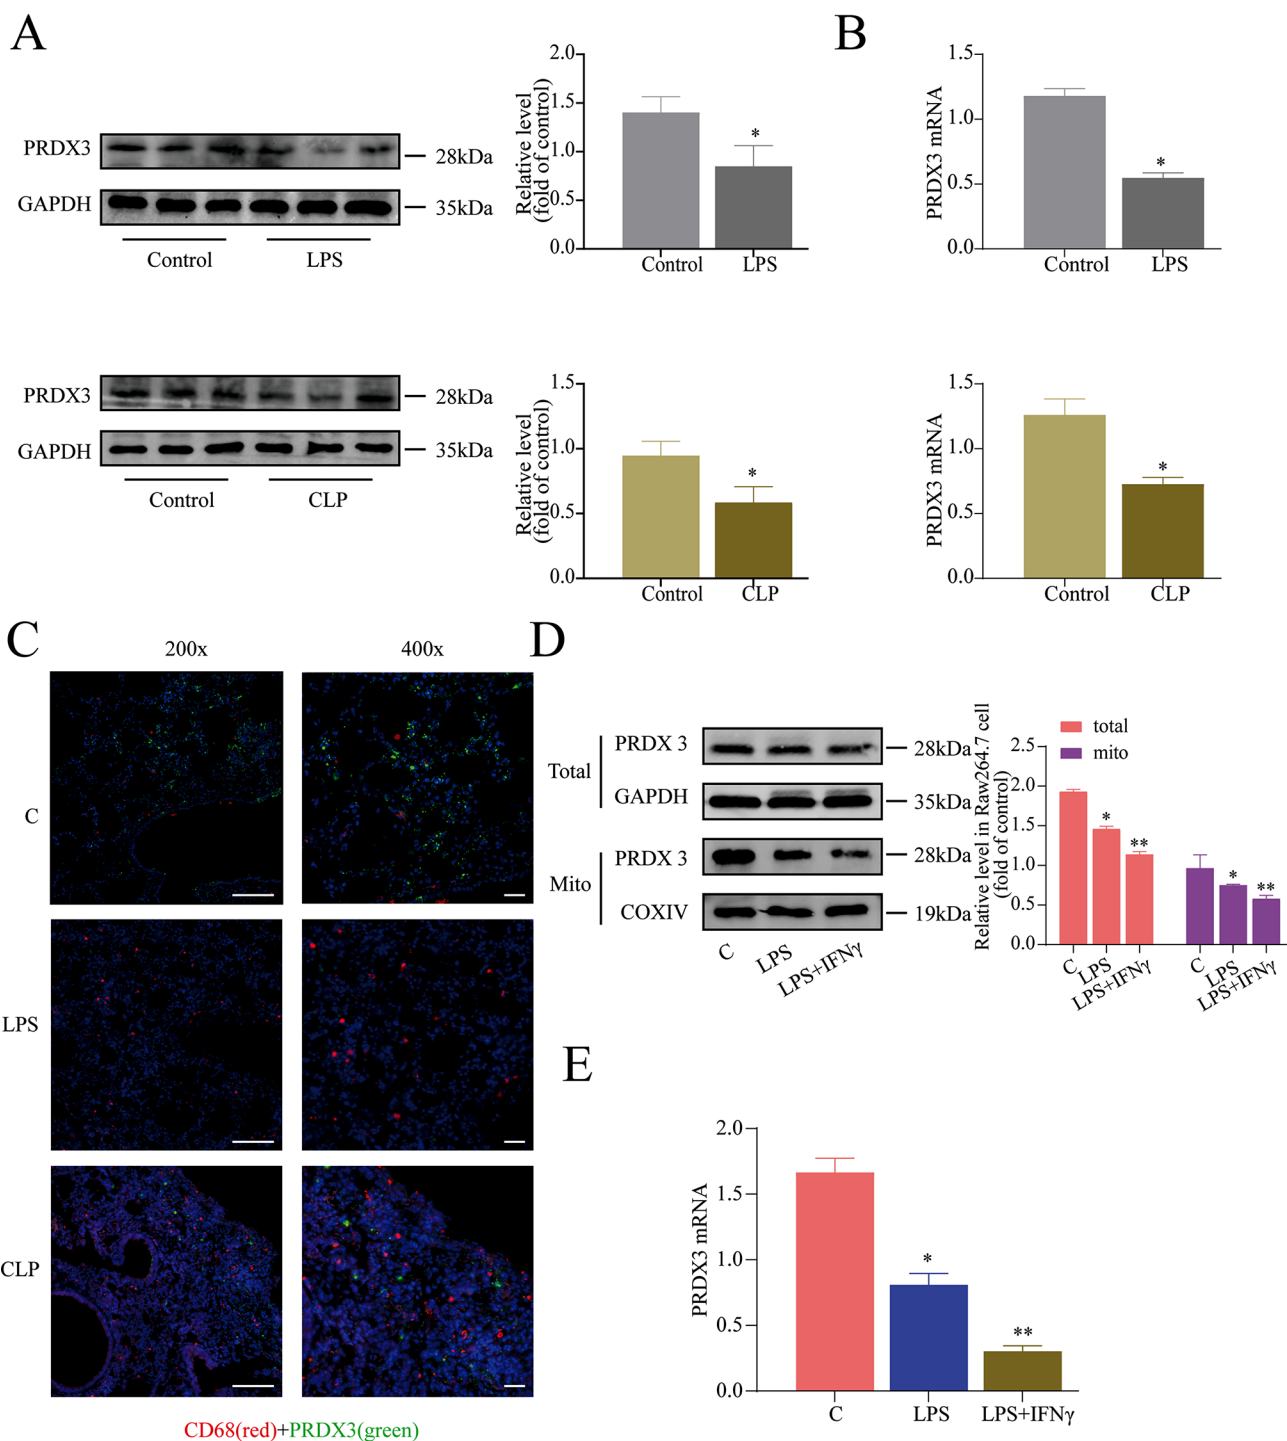 A
PRDX3
28kDa
GAPDH
35kDa
Control
LPS
Relative level
(fold of control)
2.0
1.5
1.0
0.5
0.0
*
Control
LPS
B
PRDX3 mRNA
1.5
1.0
0.5
0.0
*
Control
LPS
PRDX3
28kDa
GAPDH
35kDa
Control
CLP
Relative level
(fold of control)
1.5
1.0
0.5
0.0
*
Control
CLP
PRDX3 mRNA
1.5
1.0
0.5
0.0
*
Control
CLP
C
200x
400x
C
LPS
CLP
CD68(red)+PRDX3(green)
D
Total
PRDX 3
28kDa
GAPDH
35kDa
Mito
PRDX 3
28kDa
COXIV
19kDa
C
LPS
LPS+IFNγ
Relative level in Raw264.7 cell
(fold of control)
total
mito
2.5
2.0
1.5
1.0
0.5
0.0
*
**
*
**
C
LPS
LPS+IFNγ
C
LPS
LPS+IFNγ
E
PRDX3 mRNA
2.0
1.5
1.0
0.5
0.0
*
**
C
LPS
LPS+IFNγ